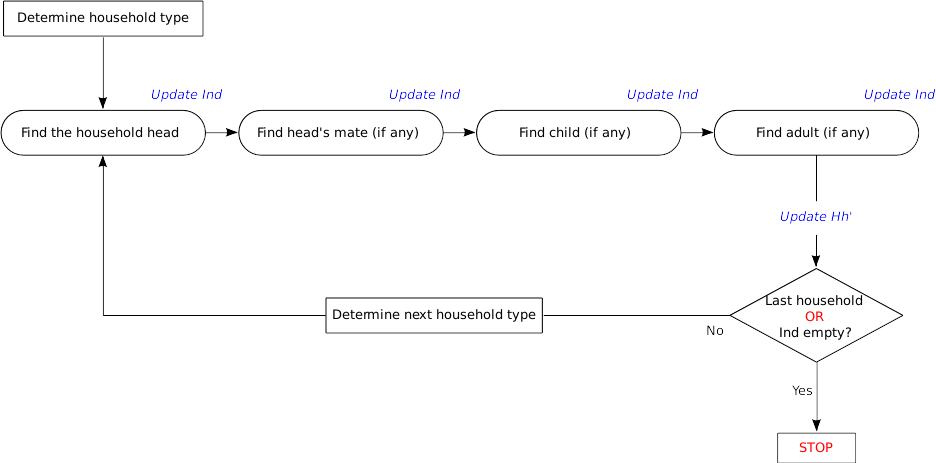 Determine household type
Update Ind
Update Ind
Update Ind
Update Ind
Find the household head
Find head's mate (if any)
Find child (if any)
Find adult (if any)
Update Hh'
Last household
OR
Ind empty?
Determine next household type
No
Yes
STOP